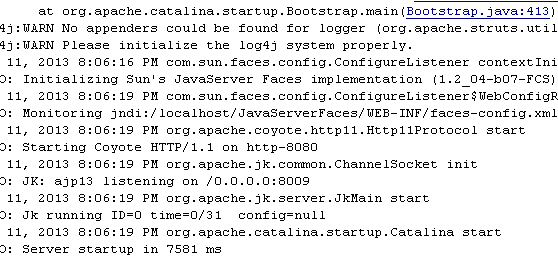 at org.apache.catalina.startup.Bootstrap.main(Bootstrap.java:413)
4j:WARN No appenders could be found for logger (org.apache.struts.util
4j:WARN Please initialize the log4j system properly.
11, 2013 8:06:16 PM com.sun.faces.config.ConfigureListener contextIni
O: Initializing Sun's JavaServer Faces implementation (1.2_04-b07-FCS)
11, 2013 8:06:19 PM com.sun.faces.config.ConfigureListener$WebConfigR
O: Monitoring jndi:/localhost/JavaServerFaces/WEB-INF/faces-config.xml
11, 2013 8:06:19 PM org.apache.coyote.http11.Http11Protocol start
O: Starting Coyote HTTP/1.1 on http-8080
11, 2013 8:06:19 PM org.apache.jk.common.ChannelSocket init
O: JK: ajp13 listening on /0.0.0.0:8009
11, 2013 8:06:19 PM org.apache.jk.server.JkMain start
O: Jk running ID=0 time=0/31  config=null
11, 2013 8:06:19 PM org.apache.catalina.startup.Catalina start
O: Server startup in 7581 ms